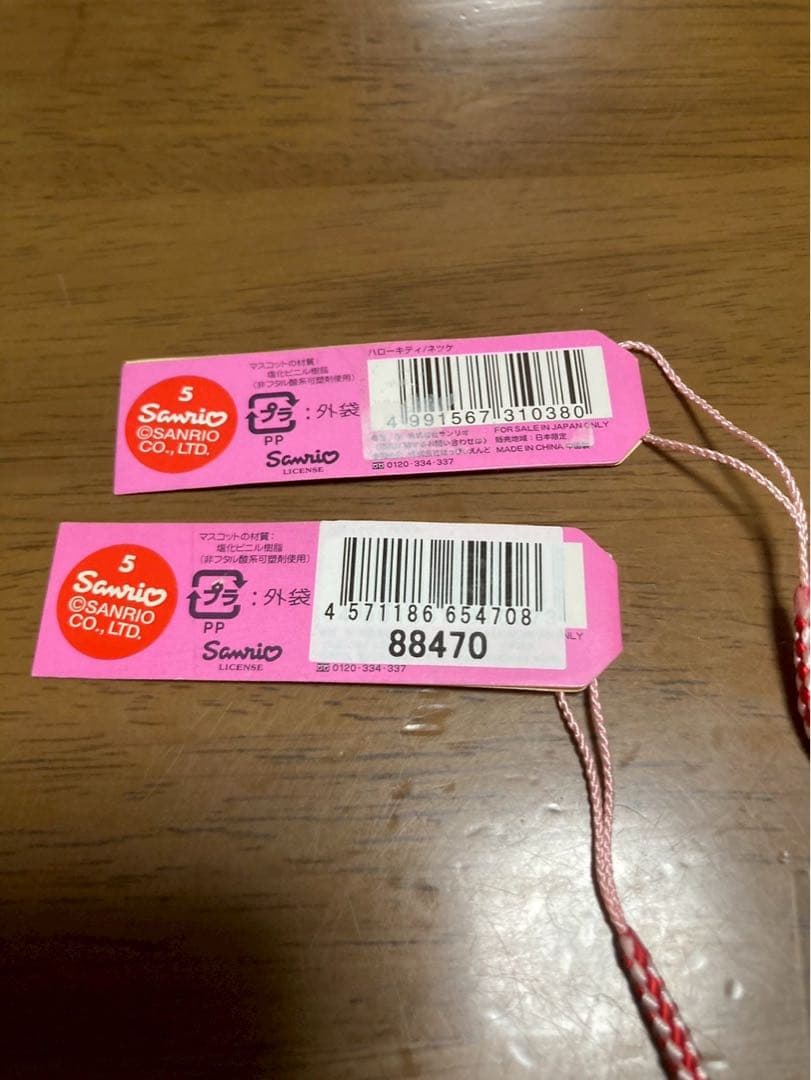 5
Sanrio
©SANRIO
CO., LTD.
マスコットの材質:
塩化ビニル樹脂
(非フタル酸系可塑剤使用)
プラ
:外袋
PP
Sanrio
LICENSE
ハローキティ/ネツケ
4 991567 310380
FOR SALE IN JAPAN ONLY
販売地域:日本限定
MADE IN CHINA 中国製
0120-334-337
5
Sanrio
©SANRIO
CO., LTD.
マスコットの材質:
塩化ビニル樹脂
(非フタル酸系可塑剤使用)
プラ
:外袋
PP
Sanrio
LICENSE
4 571186 654708
88470
NLY
0120-334-337